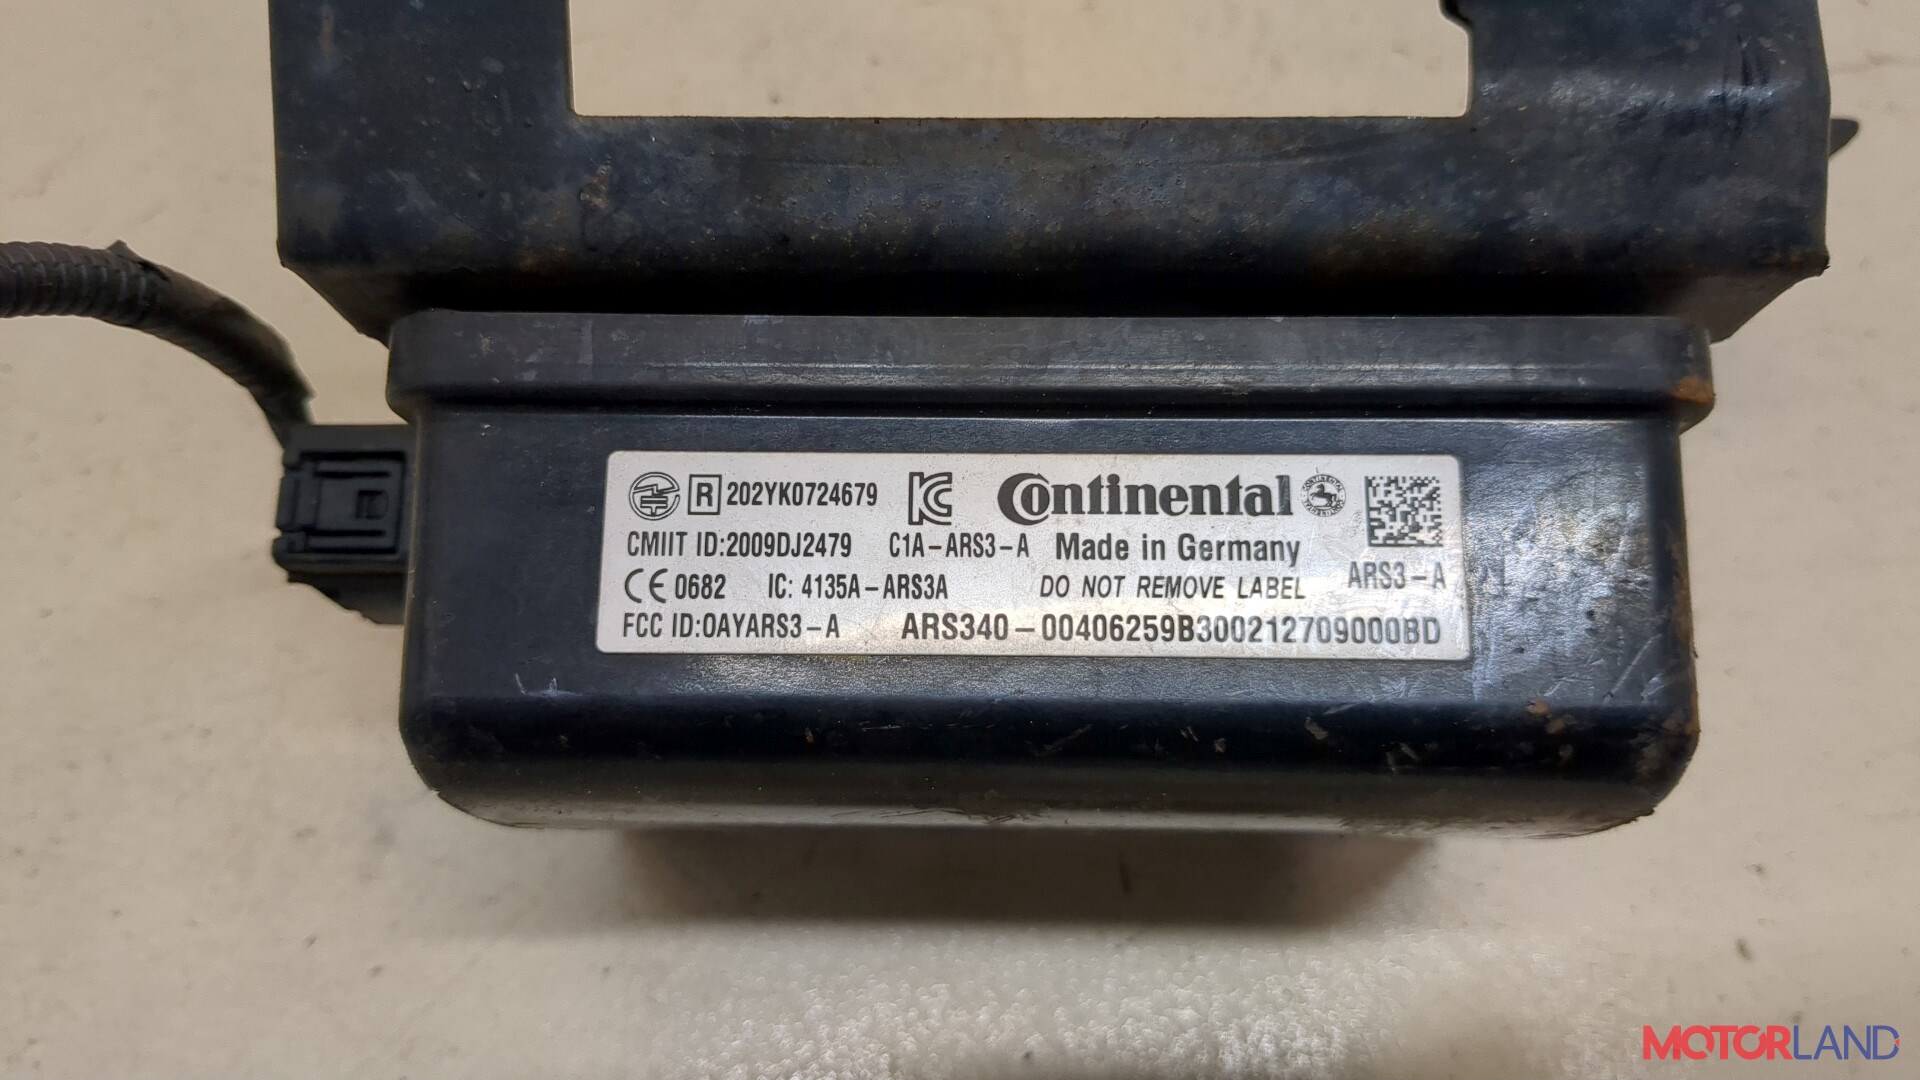 R 202YK0724679 Continental
CMIIT ID:2009DJ2479 C1A-ARS3-A Made in Germany
CE 0682 IC: 4135A-ARS3A DO NOT REMOVE LABEL ARS3-A
FCC ID:OAYARS3-A ARS340-00406259B300212709000BD
MOTORLAND